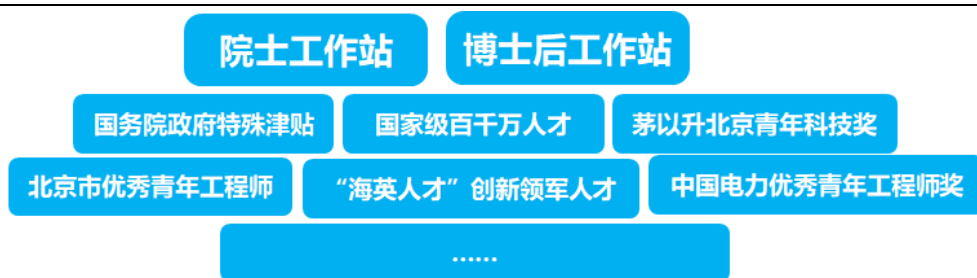 院士工作站 博士后工作站
国务院政府特殊津贴 国家级百千万人才 茅以升北京青年科技奖
北京市优秀青年工程师 “海英人才”创新领军人才 中国电力优秀青年工程师奖
……